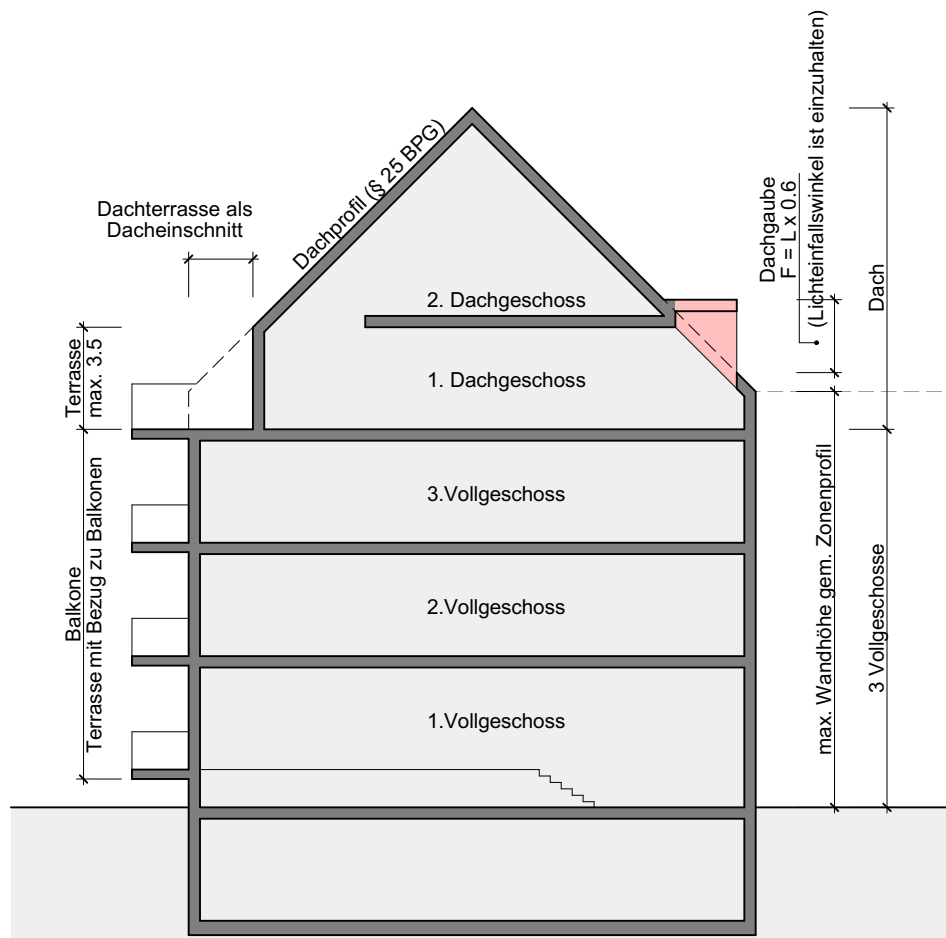 Dachterrasse als
Dacheinschnitt
Dachprofil (§ 25 BPG)
Dachgaube
F = L x 0.6
(Lichteinfallswinkel ist einzuhalten)
Dach
2. Dachgeschoss
1. Dachgeschoss
Terrasse
max. 3.5
3.Vollgeschoss
2.Vollgeschoss
1.Vollgeschoss
Balkone
Terrasse mit Bezug zu Balkonen
max. Wandhöhe gem. Zonenprofil
3 Vollgeschosse